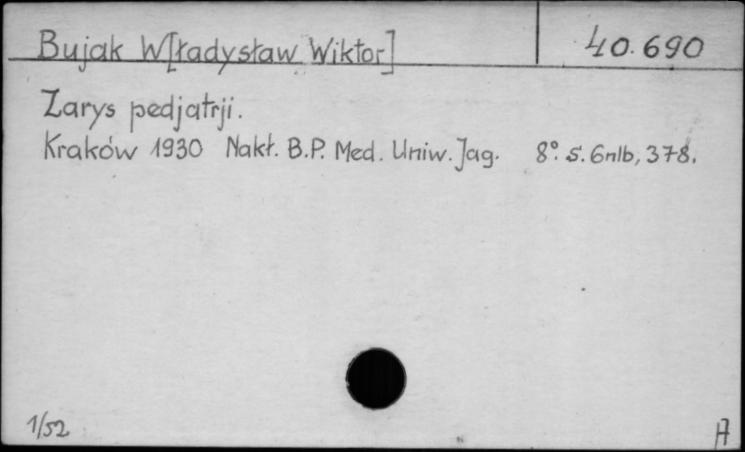 Bujak W[ładysław Wiktor] 40.690
Zarys pedjatrji.
Kraków 1930 Nakł. B.P. Med. Uniw. Jag. 8° s. 6nlb, 378.
1/52 A